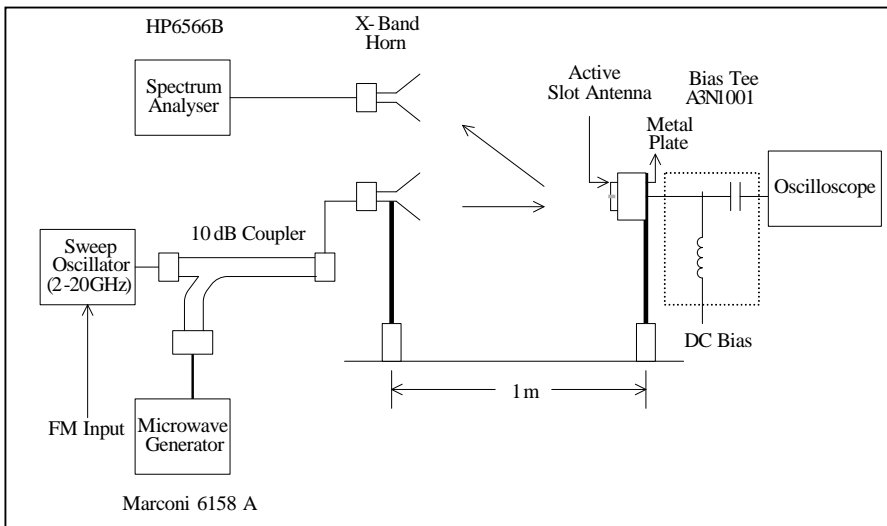 HP6566B
X-Band
Horn
Spectrum
Analyser
Active
Slot Antenna
Bias Tee
A3N1001
Metal
Plate
Oscilloscope
10 dB Coupler
Sweep
Oscillator
(2-20GHz)
DC Bias
1 m
FM Input
Microwave
Generator
Marconi 6158 A